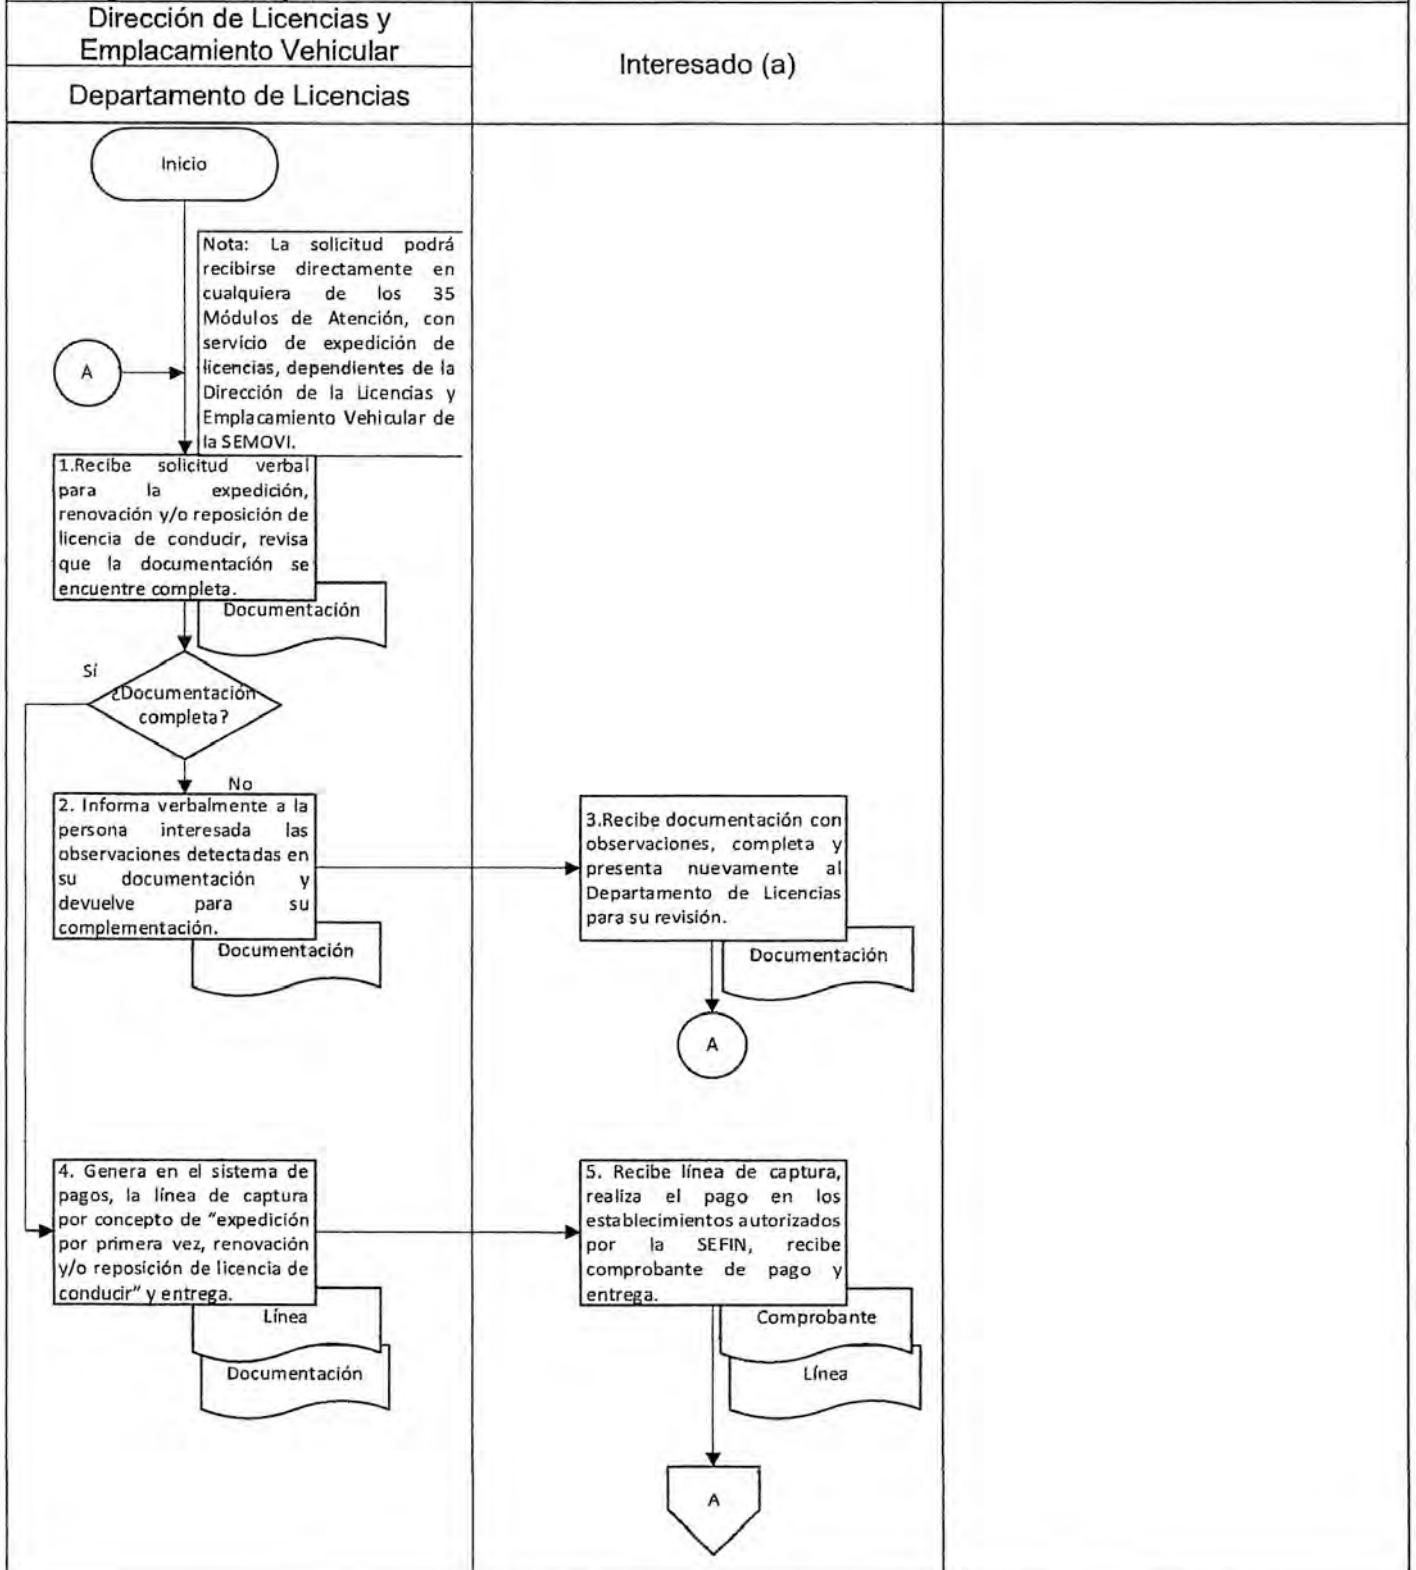 Dirección de Licencias y
Emplacamiento Vehicular
Departamento de Licencias
Interesado (a)
Inicio
Nota: La solicitud podrá
recibirse directamente en
cualquiera de los 35
Módulos de Atención, con
servicio de expedición de
licencias, dependientes de la
Dirección de la Licencias y
Emplacamiento Vehicular de
la SEMOVI.
A
1.Recibe solicitud verbal
para la expedición,
renovación y/o reposición de
licencia de conducir, revisa
que la documentación se
encuentre completa.
Documentación
Sí
¿Documentación
completa?
No
2. Informa verbalmente a la
persona interesada las
observaciones detectadas en
su documentación y
devuelve para su
complementación.
Documentación
3.Recibe documentación con
observaciones, completa y
presenta nuevamente al
Departamento de Licencias
para su revisión.
Documentación
A
4. Genera en el sistema de
pagos, la línea de captura
por concepto de "expedición
por primera vez, renovación
y/o reposición de licencia de
conducir" y entrega.
Línea
Documentación
5. Recibe línea de captura,
realiza el pago en los
establecimientos autorizados
por la SEFIN, recibe
comprobante de pago y
entrega.
Comprobante
Línea
A